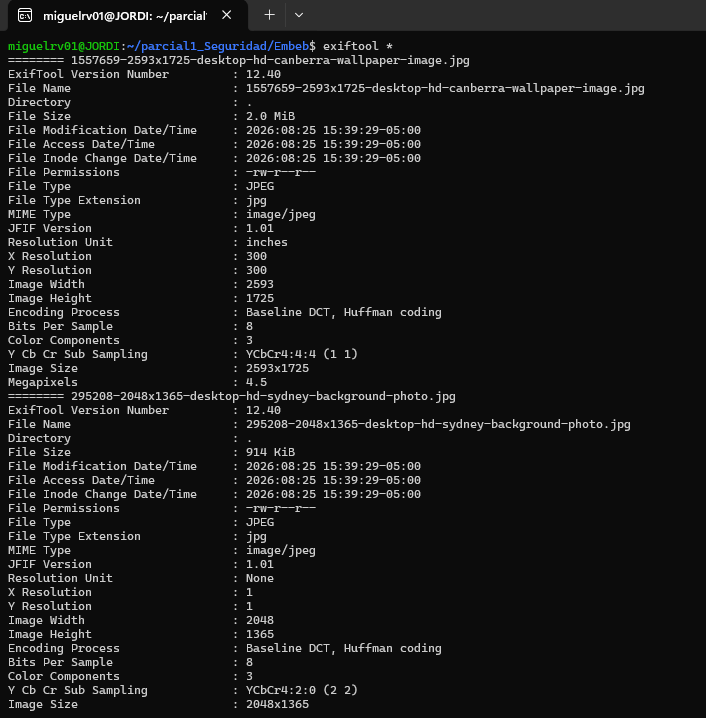 miguelrv01@JORDI: ~/parcial1
miguelrv01@JORDI:~/parcial1_Seguridad/Embeb$ exiftool *
======== 1557659-2593x1725-desktop-hd-canberra-wallpaper-image.jpg
ExifTool Version Number         : 12.40
File Name                       : 1557659-2593x1725-desktop-hd-canberra-wallpaper-image.jpg
Directory                       : .
File Size                       : 2.0 MiB
File Modification Date/Time     : 2026:08:25 15:39:29-05:00
File Access Date/Time           : 2026:08:25 15:39:29-05:00
File Inode Change Date/Time     : 2026:08:25 15:39:29-05:00
File Permissions                : -rw-r--r--
File Type                       : JPEG
File Type Extension             : jpg
MIME Type                       : image/jpeg
JFIF Version                    : 1.01
Resolution Unit                 : inches
X Resolution                    : 300
Y Resolution                    : 300
Image Width                     : 2593
Image Height                    : 1725
Encoding Process                : Baseline DCT, Huffman coding
Bits Per Sample                 : 8
Color Components                : 3
Y Cb Cr Sub Sampling            : YCbCr4:4:4 (1 1)
Image Size                      : 2593x1725
Megapixels                      : 4.5
======== 295208-2048x1365-desktop-hd-sydney-background-photo.jpg
ExifTool Version Number         : 12.40
File Name                       : 295208-2048x1365-desktop-hd-sydney-background-photo.jpg
Directory                       : .
File Size                       : 914 KiB
File Modification Date/Time     : 2026:08:25 15:39:29-05:00
File Access Date/Time           : 2026:08:25 15:39:29-05:00
File Inode Change Date/Time     : 2026:08:25 15:39:29-05:00
File Permissions                : -rw-r--r--
File Type                       : JPEG
File Type Extension             : jpg
MIME Type                       : image/jpeg
JFIF Version                    : 1.01
Resolution Unit                 : None
X Resolution                    : 1
Y Resolution                    : 1
Image Width                     : 2048
Image Height                    : 1365
Encoding Process                : Baseline DCT, Huffman coding
Bits Per Sample                 : 8
Color Components                : 3
Y Cb Cr Sub Sampling            : YCbCr4:2:0 (2 2)
Image Size                      : 2048x1365